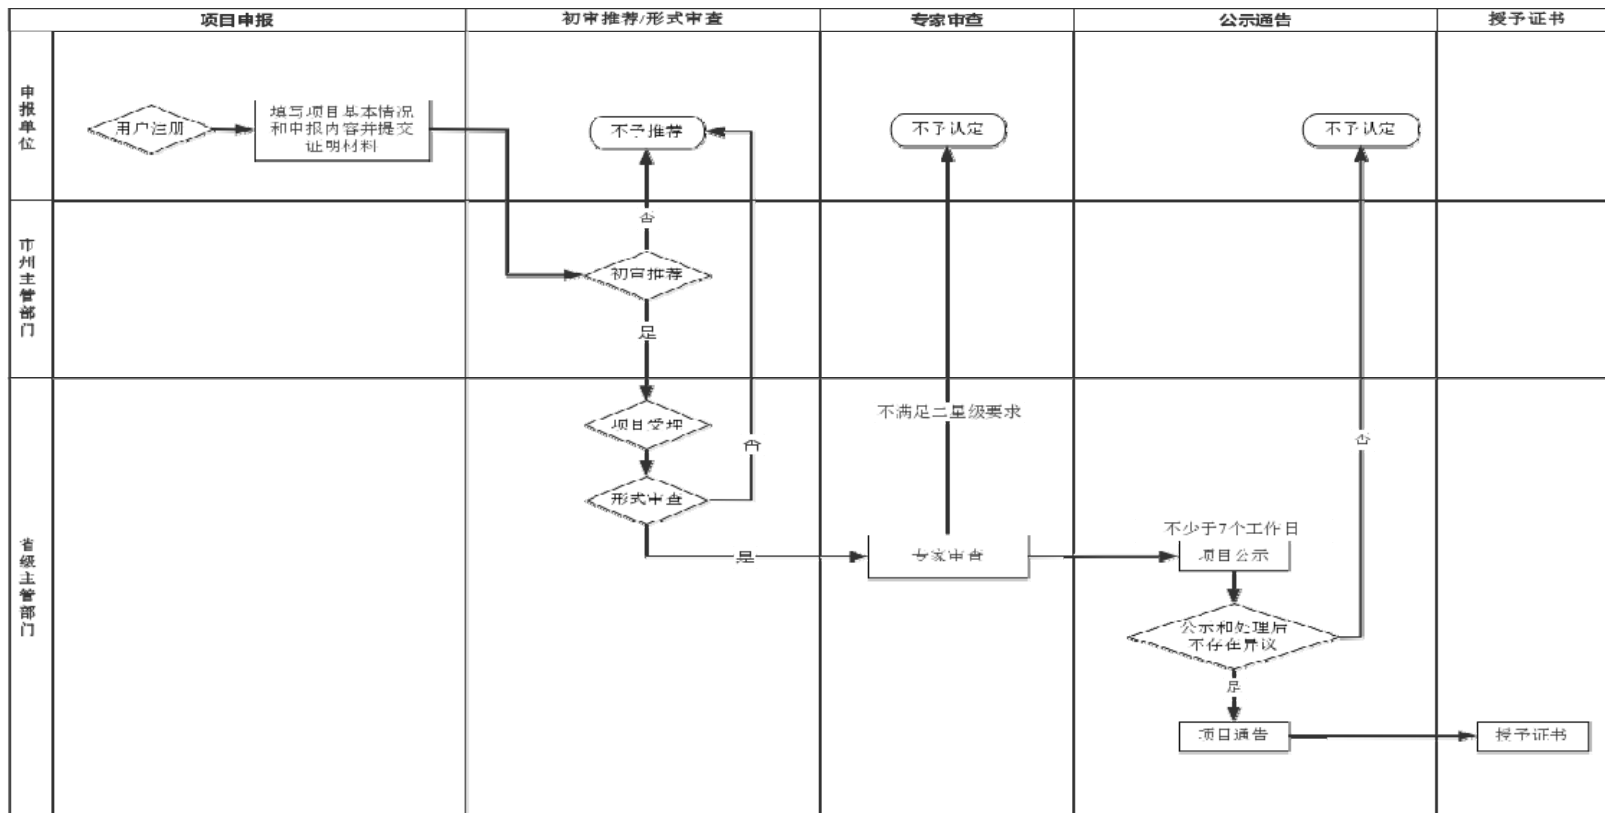 项目申报
初审推荐/形式审查
专家审查
公示通告
授予证书
申报单位
用户注册
填写项目基本情况
和申报内容并提交
证明材料
不予推荐
不予认定
不予认定
市州主管部门
否
初审推荐
是
省级主管部门
项目受理
形式审查
否
是
不满足二星级要求
专家审查
不少于7个工作日
项目公示
公示和处理后
不存在异议
否
是
项目通告
授予证书